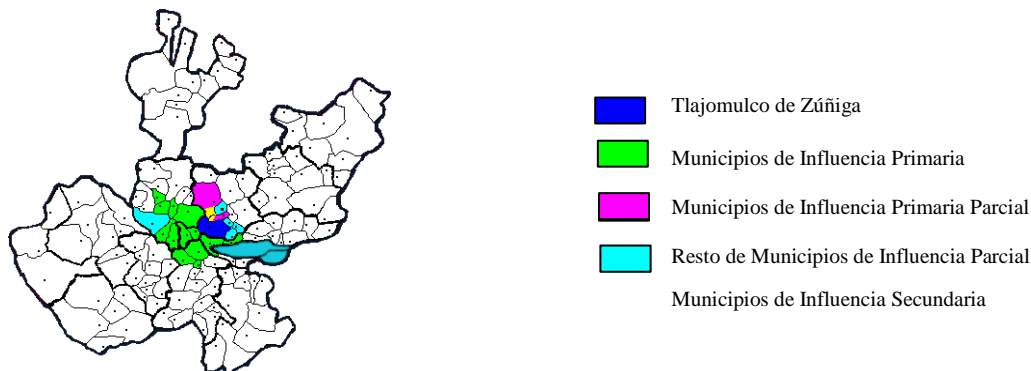 Tlajomulco de Zúñiga
Municipios de Influencia Primaria
Municipios de Influencia Primaria Parcial
Resto de Municipios de Influencia Parcial
Municipios de Influencia Secundaria